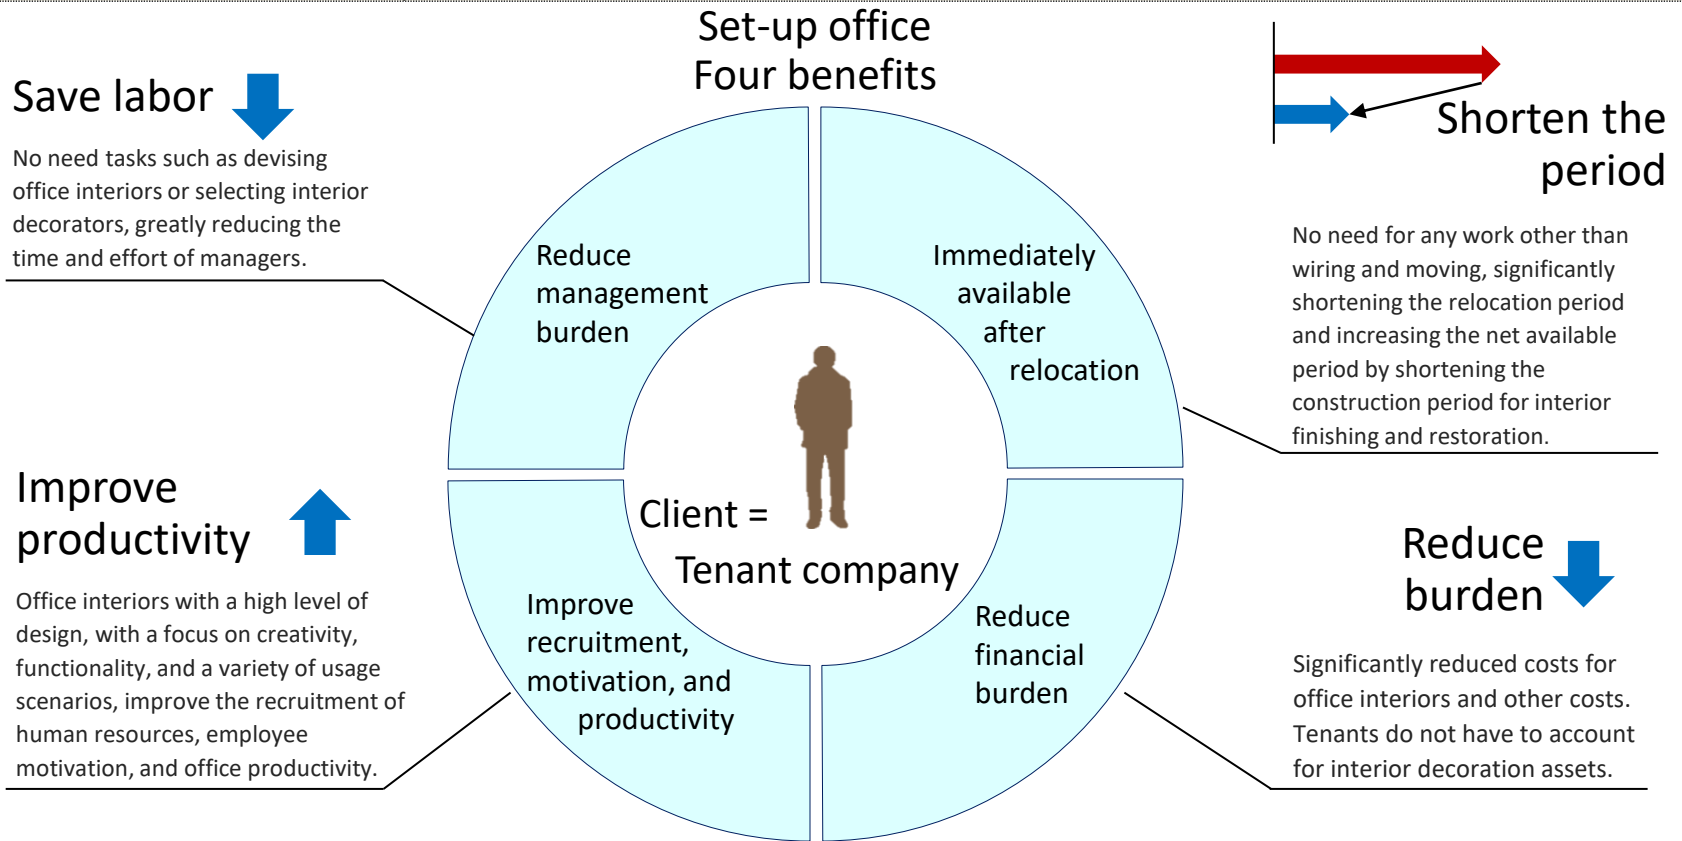 Set-up office
Four benefits
Save labor
No need tasks such as devising
office interiors or selecting interior
decorators, greatly reducing the
time and effort of managers.
Shorten the
period
No need for any work other than
wiring and moving, significantly
shortening the relocation period
and increasing the net available
period by shortening the
construction period for interior
finishing and restoration.
Reduce
management
burden
Immediately
available
after
relocation
Client =
Tenant company
Improve
productivity
Office interiors with a high level of
design, with a focus on creativity,
functionality, and a variety of usage
scenarios, improve the recruitment of
human resources, employee
motivation, and office productivity.
Improve
recruitment,
motivation, and
productivity
Reduce
financial
burden
Reduce
burden
Significantly reduced costs for
office interiors and other costs.
Tenants do not have to account
for interior decoration assets.